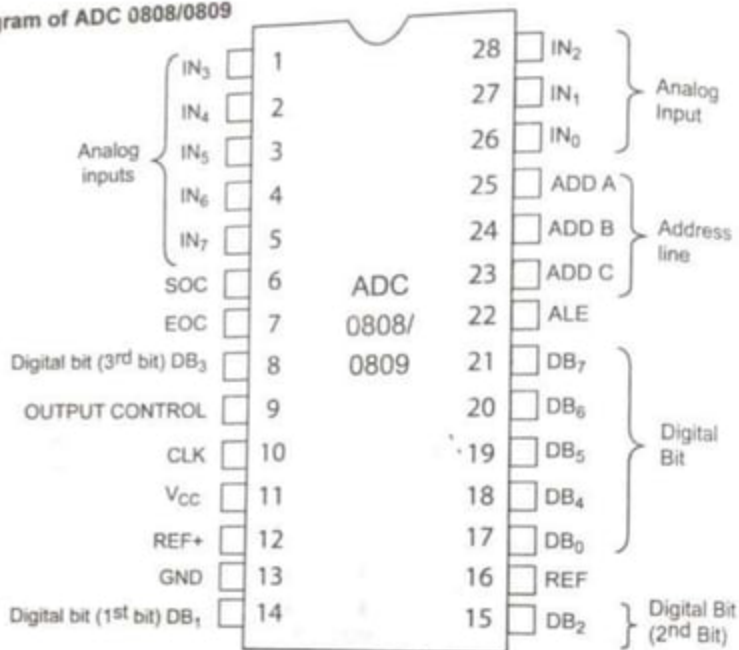 gram of ADC 0808/0809
IN₃ 1
IN₄ 2
IN₅ 3
IN₆ 4
IN₇ 5
Analog
inputs
SOC 6
EOC 7
Digital bit (3rd bit) DB₃ 8
OUTPUT CONTROL 9
CLK 10
VCC 11
REF+ 12
GND 13
Digital bit (1st bit) DB₁ 14
ADC
0808/
0809
28 IN₂
27 IN₁
26 IN₀
Analog
Input
25 ADD A
24 ADD B
23 ADD C
Address
line
22 ALE
21 DB₇
20 DB₆
19 DB₅
18 DB₄
17 DB₀
Digital
Bit
16 REF
15 DB₂
Digital Bit
(2nd Bit)